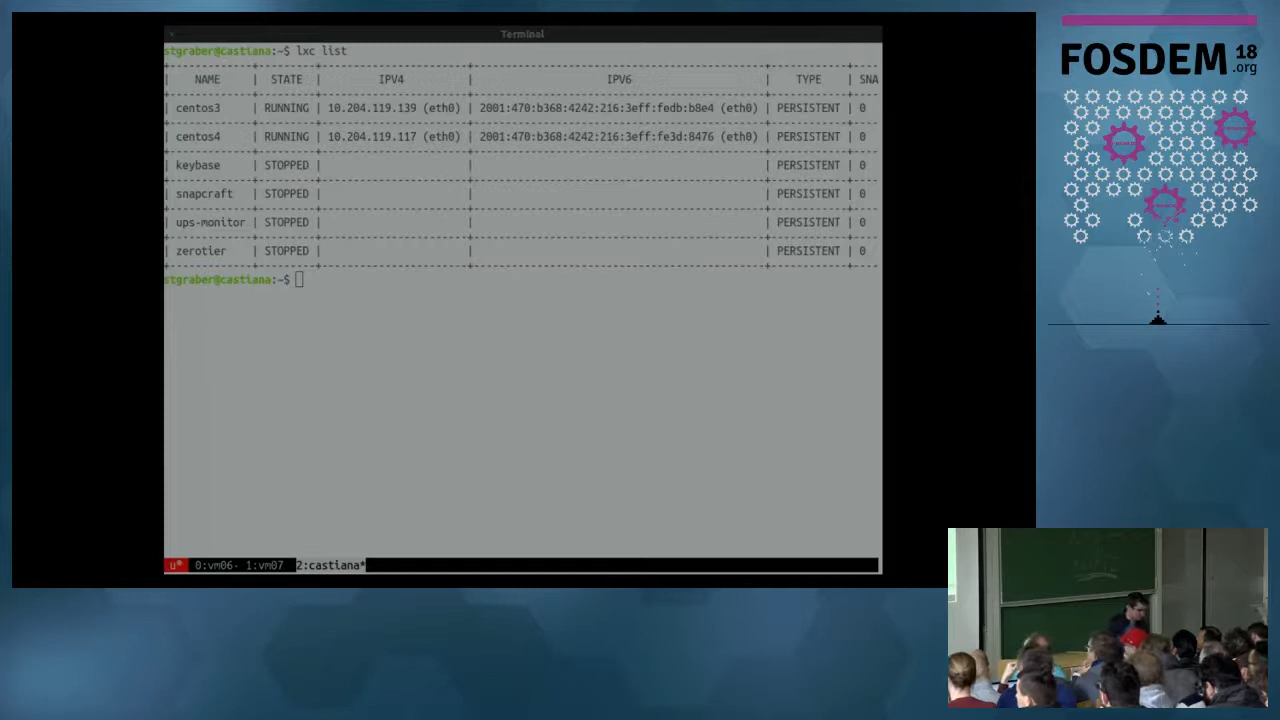 Terminal
stgraber@castiana:~$ lxc list
| NAME | STATE | IPV4 | IPV6 | TYPE | SNA
| centos3 | RUNNING | 10.204.119.139 (eth0) | 2001:470:b368:4242:216:3eff:fedb:b8e4 (eth0) | PERSISTENT | 0
| centos4 | RUNNING | 10.204.119.117 (eth0) | 2001:470:b368:4242:216:3eff:fe3d:8476 (eth0) | PERSISTENT | 0
| keybase | STOPPED | | | PERSISTENT | 0
| snapcraft | STOPPED | | | PERSISTENT | 0
| ups-monitor | STOPPED | | | PERSISTENT | 0
| zerotier | STOPPED | | | PERSISTENT | 0
stgraber@castiana:~$
u* 0:vm06- 1:vm07 2:castiana*
FOSDEM 18
.org